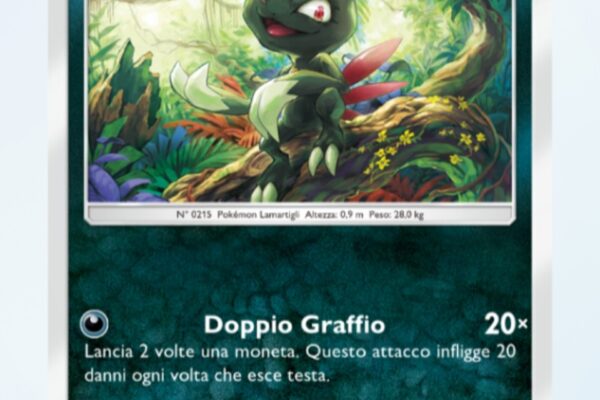 N° 0215 Pokémon Lamartigli Altezza: 0,9 m Peso: 28,0 kg
Doppio Graffio 20×
Lancia 2 volte una moneta. Questo attacco infligge 20
danni ogni volta che esce testa.